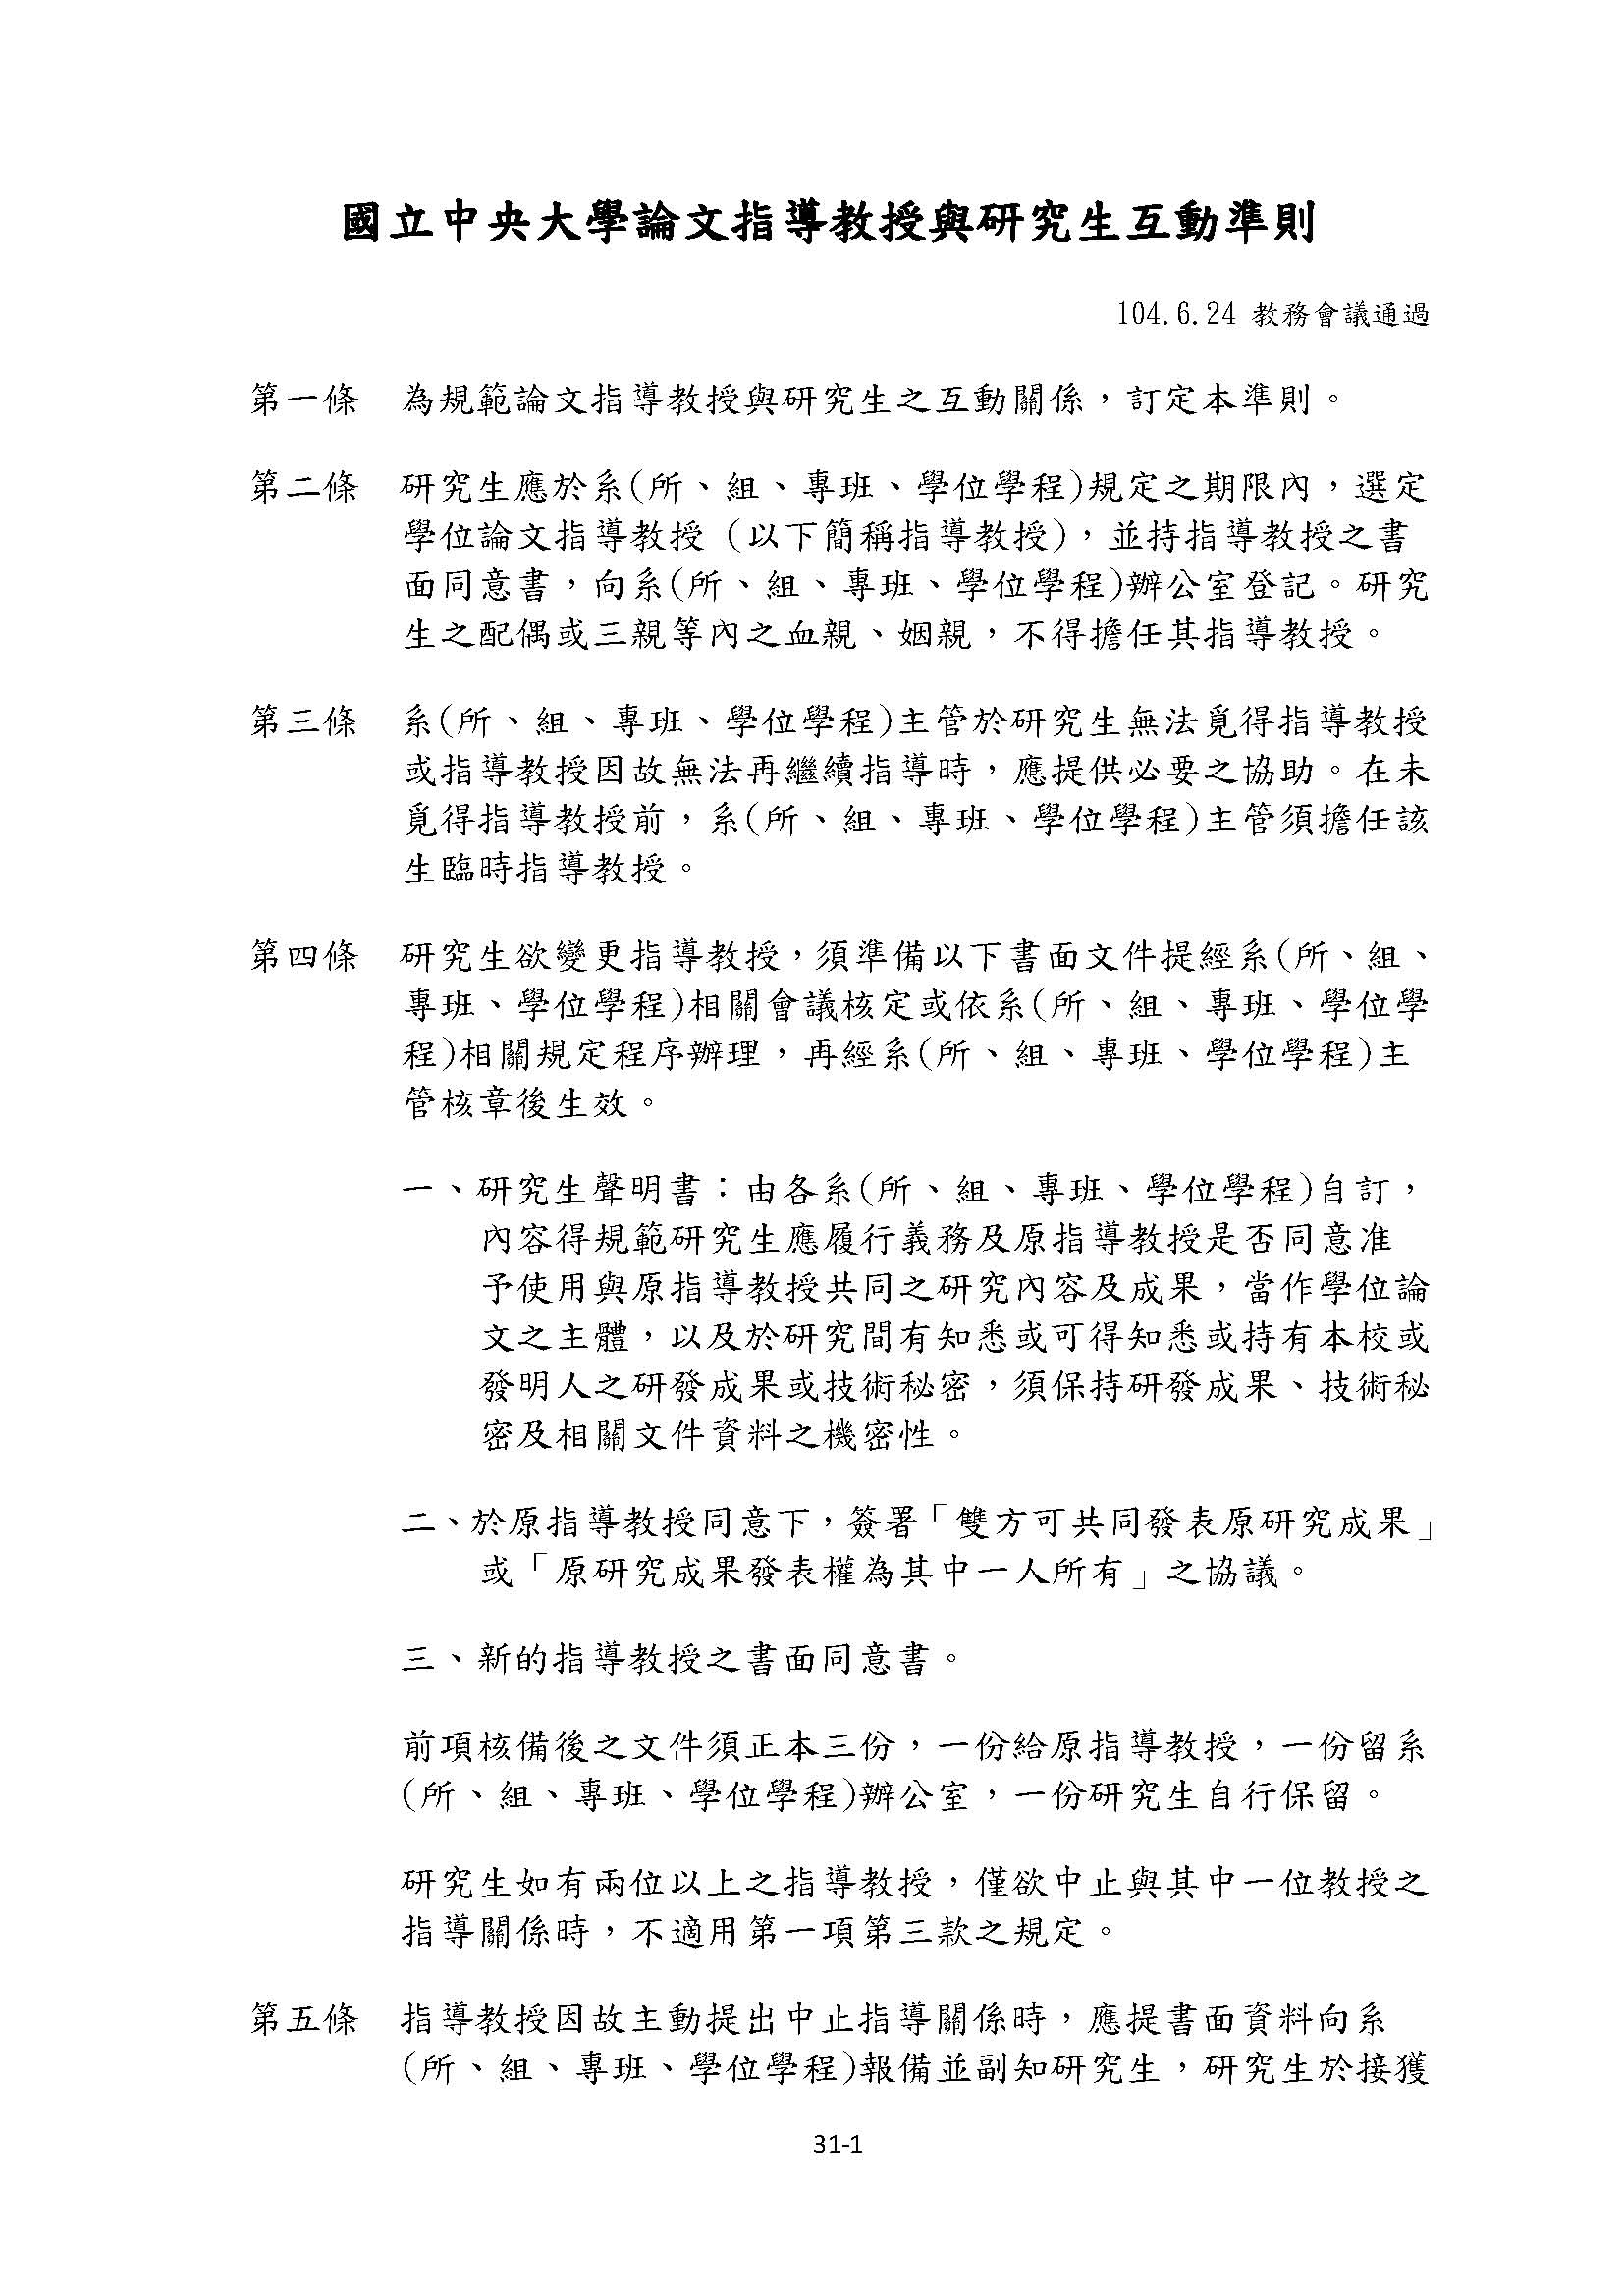 國立中央大學論文指導教授與研究生互動準則
104.6.24 教務會議通過
第一條 為規範論文指導教授與研究生之互動關係，訂定本準則。
第二條 研究生應於系(所、組、專班、學位學程)規定之期限內，選定
學位論文指導教授（以下簡稱指導教授)，並持指導教授之書
面同意書，向系(所、組、專班、學位學程)辦公室登記。研究
生之配偶或三親等內之血親、姻親，不得擔任其指導教授。
第三條 系(所、組、專班、學位學程)主管於研究生無法覓得指導教授
或指導教授因故無法再繼續指導時，應提供必要之協助。在未
覓得指導教授前，系(所、組、專班、學位學程)主管須擔任該
生臨時指導教授。
第四條 研究生欲變更指導教授，須準備以下書面文件提經系(所、組、
專班、學位學程)相關會議核定或依系(所、組、專班、學位學
程)相關規定程序辦理，再經系(所、組、專班、學位學程)主
管核章後生效。
一、研究生聲明書：由各系(所、組、專班、學位學程)自訂，
內容得規範研究生應履行義務及原指導教授是否同意准
予使用與原指導教授共同之研究內容及成果，當作學位論
文之主體，以及於研究間有知悉或可得知悉或持有本校或
發明人之研發成果或技術秘密，須保持研發成果、技術秘
密及相關文件資料之機密性。
二、於原指導教授同意下，簽署「雙方可共同發表原研究成果」
或「原研究成果發表權為其中一人所有」之協議。
三、新的指導教授之書面同意書。
前項核備後之文件須正本三份，一份給原指導教授，一份留系
(所、組、專班、學位學程)辦公室，一份研究生自行保留。
研究生如有兩位以上之指導教授，僅欲中止與其中一位教授之
指導關係時，不適用第一項第三款之規定。
第五條 指導教授因故主動提出中止指導關係時，應提書面資料向系
(所、組、專班、學位學程)報備並副知研究生，研究生於接獲
31-1